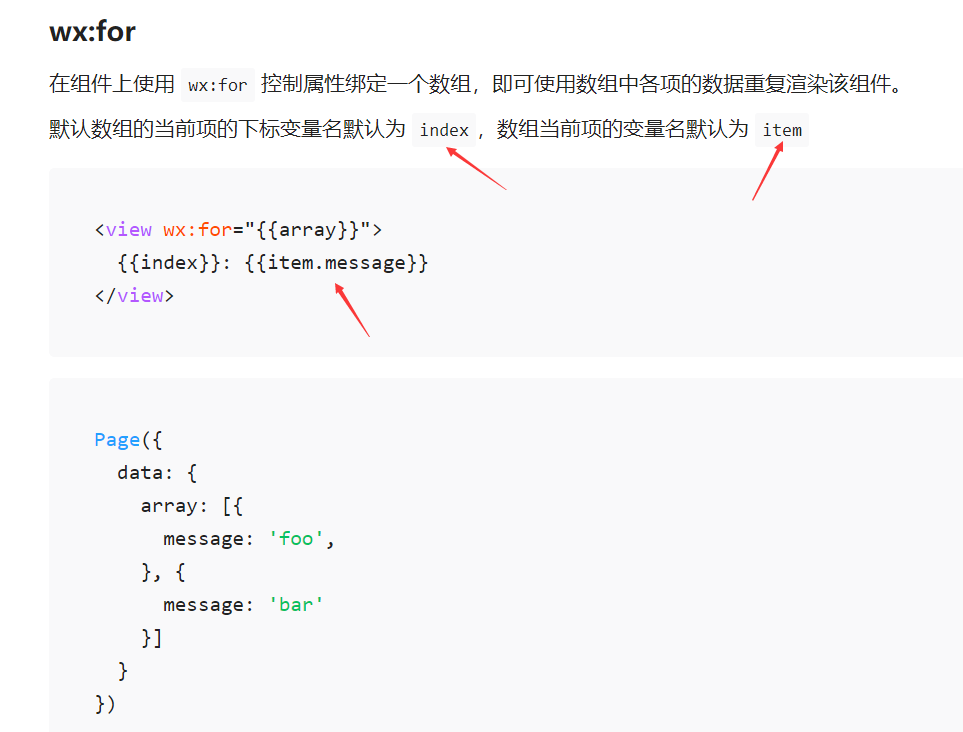 wx:for
在组件上使用 wx:for 控制属性绑定一个数组，即可使用数组中各项的数据重复渲染该组件。
默认数组的当前项的下标变量名默认为 index ，数组当前项的变量名默认为 item
<view wx:for="{{array}}">
  {{index}}: {{item.message}}
</view>
Page({
  data: {
    array: [{
      message: 'foo',
    }, {
      message: 'bar'
    }]
  }
})